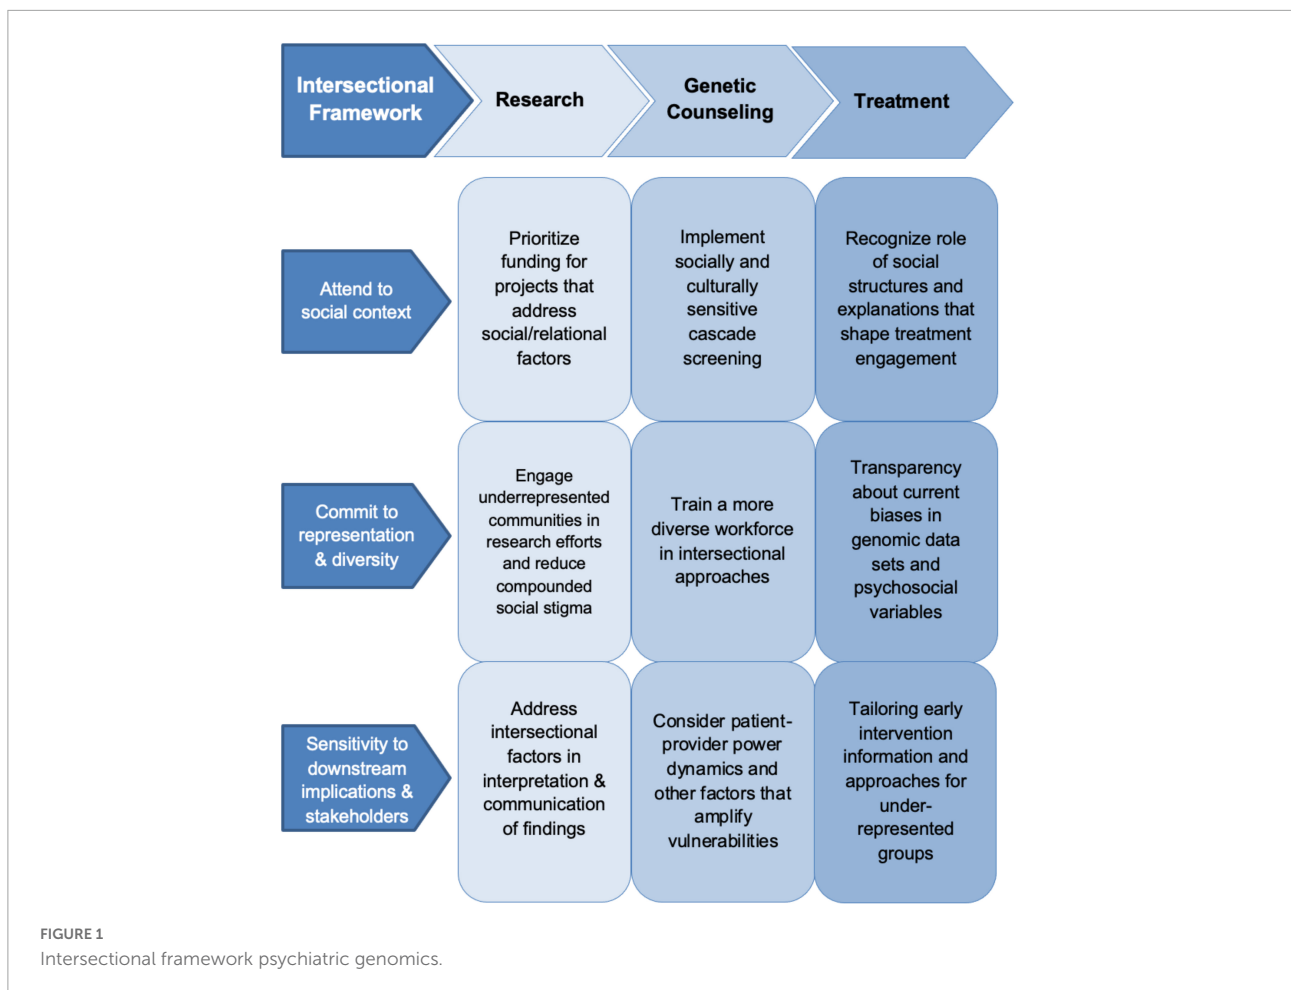 Intersectional
Framework
Research
Genetic
Counseling
Treatment
Attend to
social context
Prioritize
funding for
projects that
address
social/relational
factors
Implement
socially and
culturally
sensitive
cascade
screening
Recognize role
of social
structures and
explanations that
shape treatment
engagement
Commit to
representation
& diversity
Engage
underrepresented
communities in
research efforts
and reduce
compounded
social stigma
Train a more
diverse workforce
in intersectional
approaches
Transparency
about current
biases in
genomic data
sets and
psychosocial
variables
Sensitivity to
downstream
implications &
stakeholders
Address
intersectional
factors in
interpretation &
communication
of findings
Consider patient-
provider power
dynamics and
other factors that
amplify
vulnerabilities
Tailoring early
intervention
information and
approaches for
under-
represented
groups
FIGURE 1
Intersectional framework psychiatric genomics.